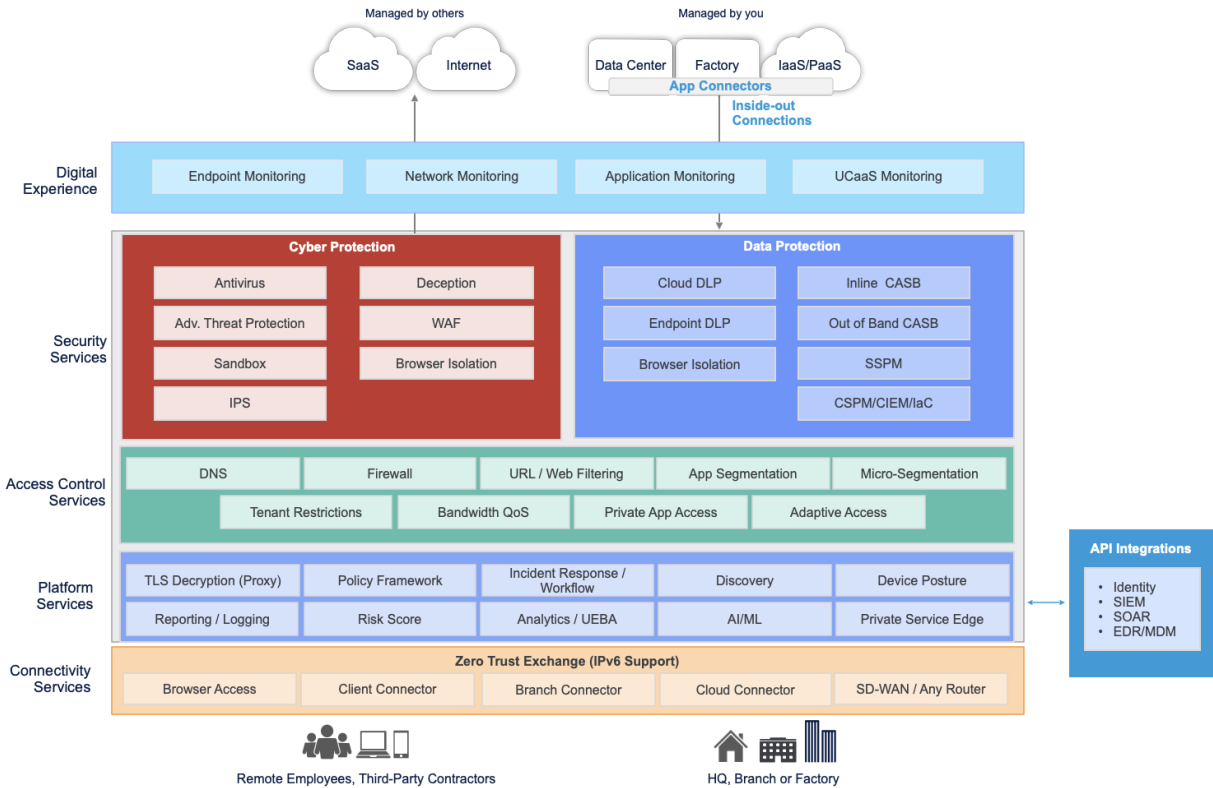 Managed by others
Managed by you
SaaS
Internet
Data Center
Factory
IaaS/PaaS
App Connectors
Inside-out
Connections
Digital
Experience
Endpoint Monitoring
Network Monitoring
Application Monitoring
UCaaS Monitoring
Security
Services
Cyber Protection
Antivirus
Deception
Adv. Threat Protection
WAF
Sandbox
Browser Isolation
IPS
Data Protection
Cloud DLP
Inline CASB
Endpoint DLP
Out of Band CASB
Browser Isolation
SSPM
CSPM/CIEM/IaC
Access Control
Services
DNS
Firewall
URL / Web Filtering
App Segmentation
Micro-Segmentation
Tenant Restrictions
Bandwidth QoS
Private App Access
Adaptive Access
Platform
Services
TLS Decryption (Proxy)
Policy Framework
Incident Response /
Workflow
Discovery
Device Posture
Reporting / Logging
Risk Score
Analytics / UEBA
AI/ML
Private Service Edge
API Integrations
• Identity
• SIEM
• SOAR
• EDR/MDM
Connectivity
Services
Zero Trust Exchange (IPv6 Support)
Browser Access
Client Connector
Branch Connector
Cloud Connector
SD-WAN / Any Router
Remote Employees, Third-Party Contractors
HQ, Branch or Factory